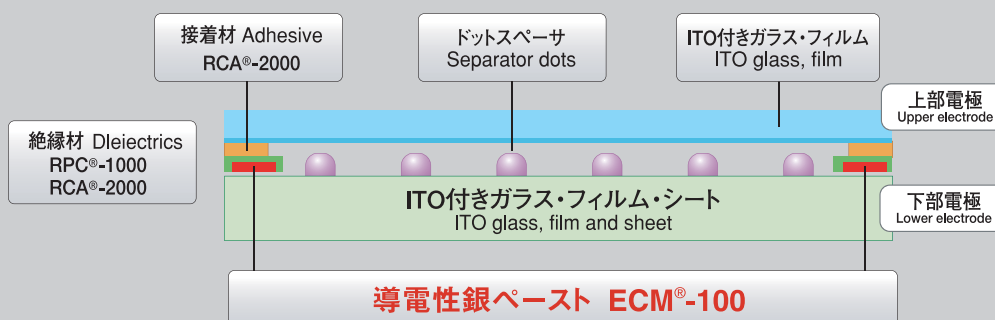 接着材 Adhesive
RCA®-2000
ドットスペーサ
Separator dots
ITO付きガラス・フィルム
ITO glass, film
上部電極
Upper electrode
絶縁材 Dleiectrics
RPC®-1000
RCA®-2000
ITO付きガラス・フィルム・シート
ITO glass, film and sheet
下部電極
Lower electrode
導電性銀ペースト ECM®-100